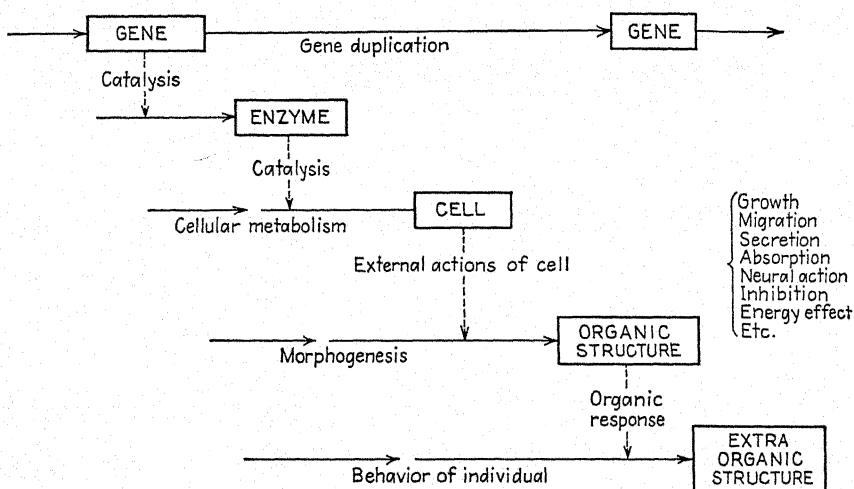 GENE
Gene duplication
GENE
Catalysis
ENZYME
Catalysis
Cellular metabolism
CELL
External actions of cell
Growth
Migration
Secretion
Absorption
Neural action
Inhibition
Energy effect
Etc.
Morphogenesis
ORGANIC
STRUCTURE
Organic
response
Behavior of individual
EXTRA
ORGANIC
STRUCTURE